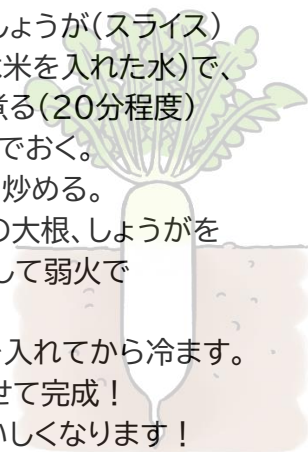 しょうが(スライス)
米を入れた水)で、
煮る(20分程度)
でおく。
炒める。
の大根、しょうがを
して弱火で
入れてから冷ます。
せて完成！
いしくなります！